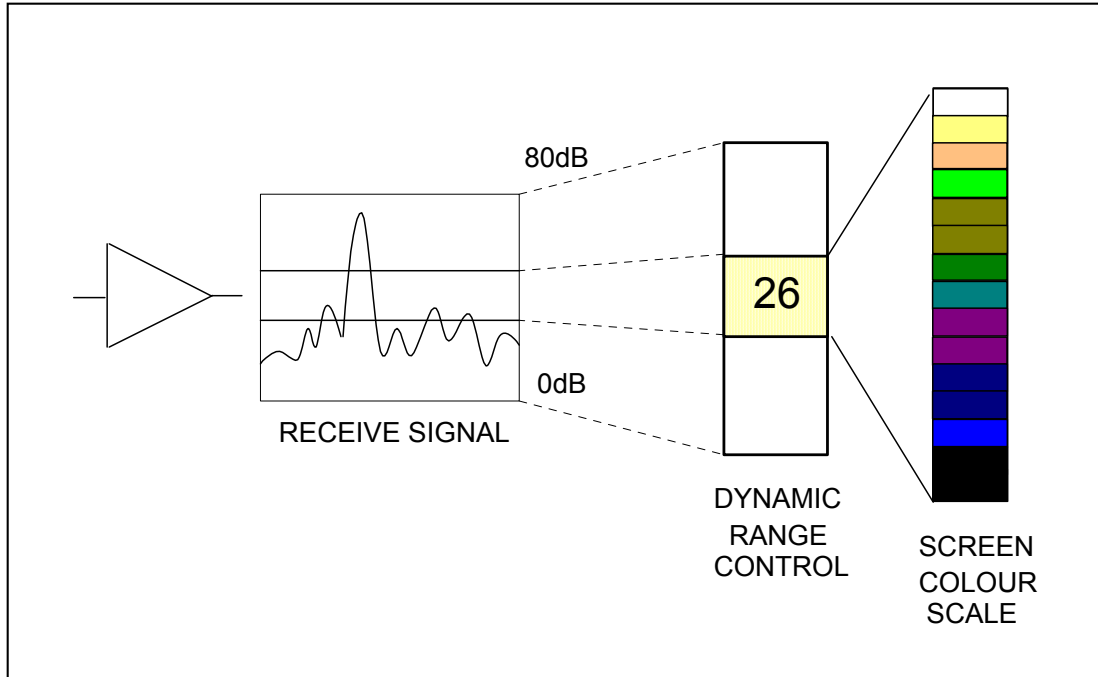 80dB
26
0dB
RECEIVE SIGNAL
DYNAMIC
RANGE
CONTROL
SCREEN
COLOUR
SCALE